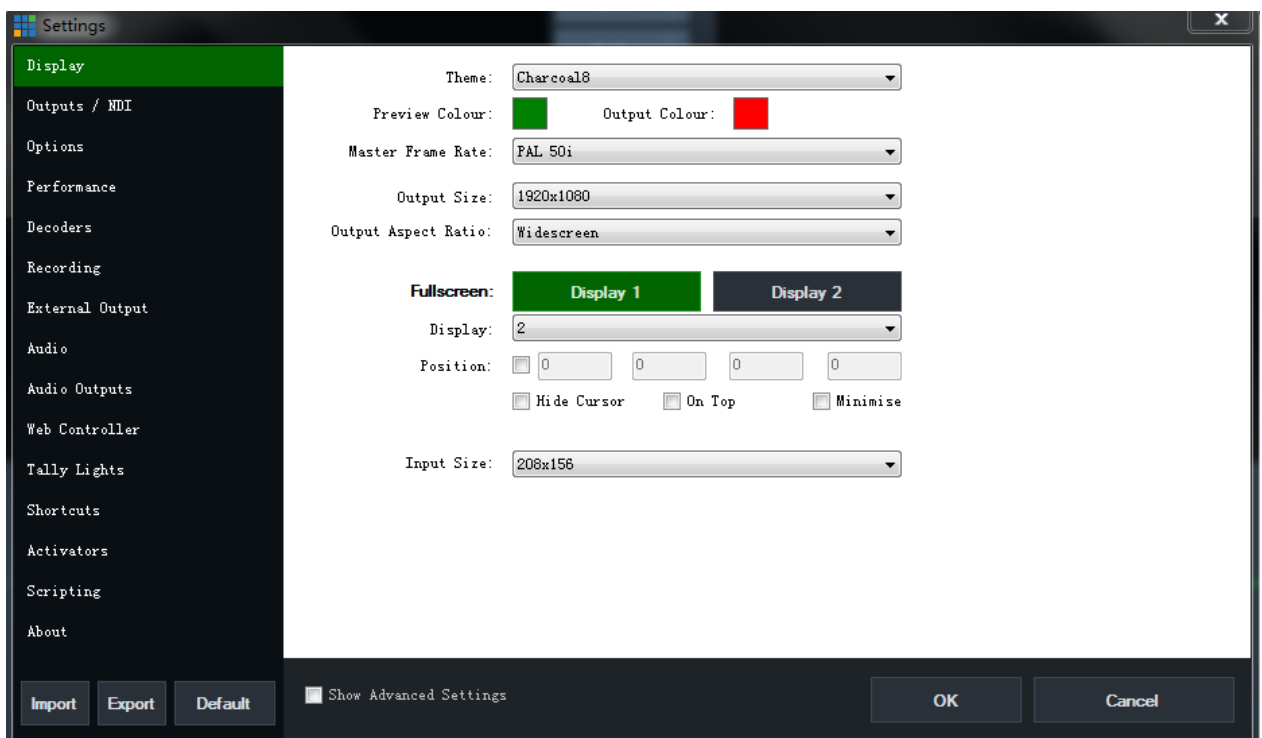 Settings
x
Display
Outputs / NDI
Options
Performance
Decoders
Recording
External Output
Audio
Audio Outputs
Web Controller
Tally Lights
Shortcuts
Activators
Scripting
About
Import Export Default
Theme: Charcoal8
Preview Colour: Output Colour:
Master Frame Rate: PAL 50i
Output Size: 1920x1080
Output Aspect Ratio: Widescreen
Fullscreen: Display 1 Display 2
Display: 2
Position: 0 0 0 0
Hide Cursor On Top Minimise
Input Size: 208x156
Show Advanced Settings OK Cancel